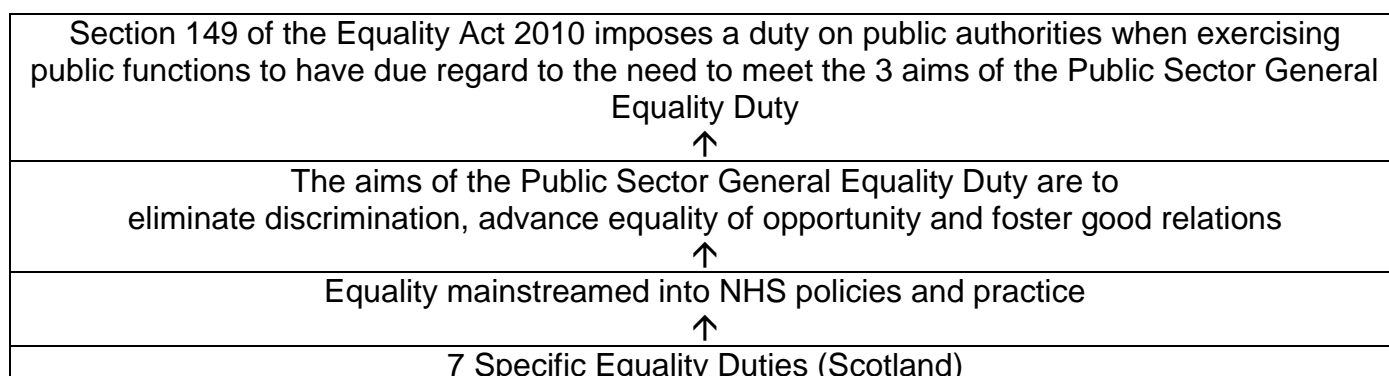 Section 149 of the Equality Act 2010 imposes a duty on public authorities when exercising
public functions to have due regard to the need to meet the 3 aims of the Public Sector General
Equality Duty
↑
The aims of the Public Sector General Equality Duty are to
eliminate discrimination, advance equality of opportunity and foster good relations
↑
Equality mainstreamed into NHS policies and practice
↑
7 Specific Equality Duties (Scotland)